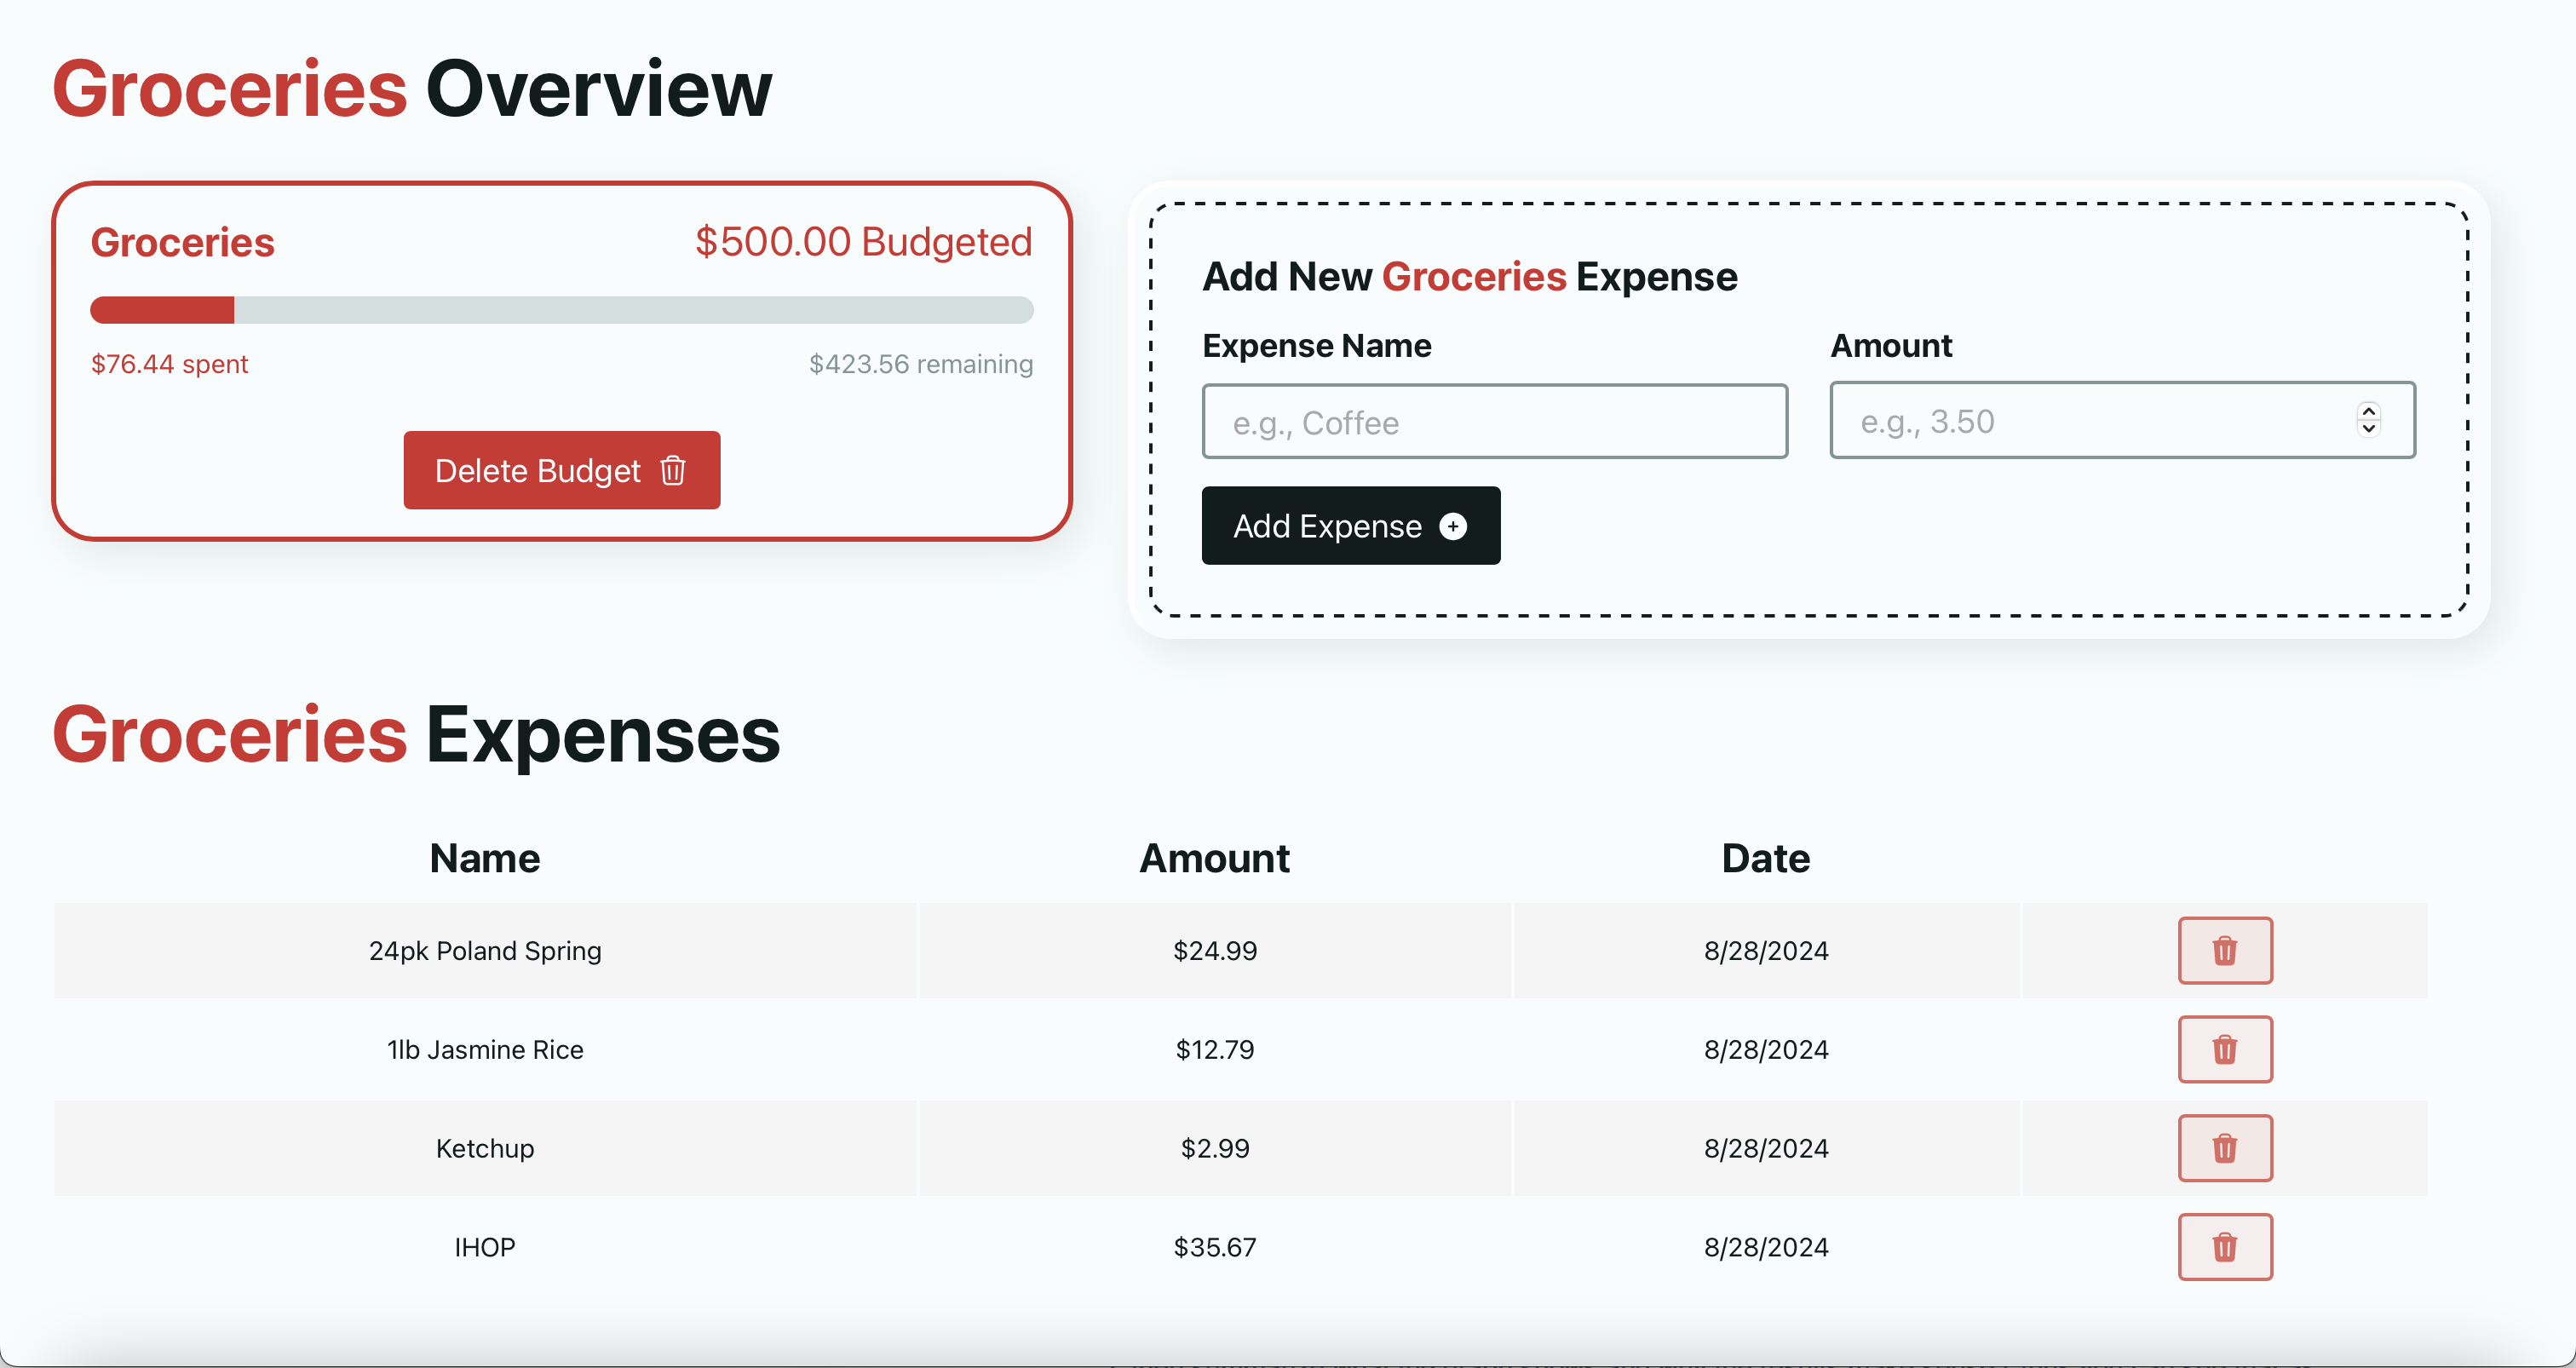 Groceries Overview
Groceries $500.00 Budgeted
$76.44 spent $423.56 remaining
Delete Budget
Add New Groceries Expense
Expense Name Amount
e.g., Coffee e.g., 3.50
Add Expense
Groceries Expenses
Name Amount Date
24pk Poland Spring $24.99 8/28/2024
1lb Jasmine Rice $12.79 8/28/2024
Ketchup $2.99 8/28/2024
IHOP $35.67 8/28/2024